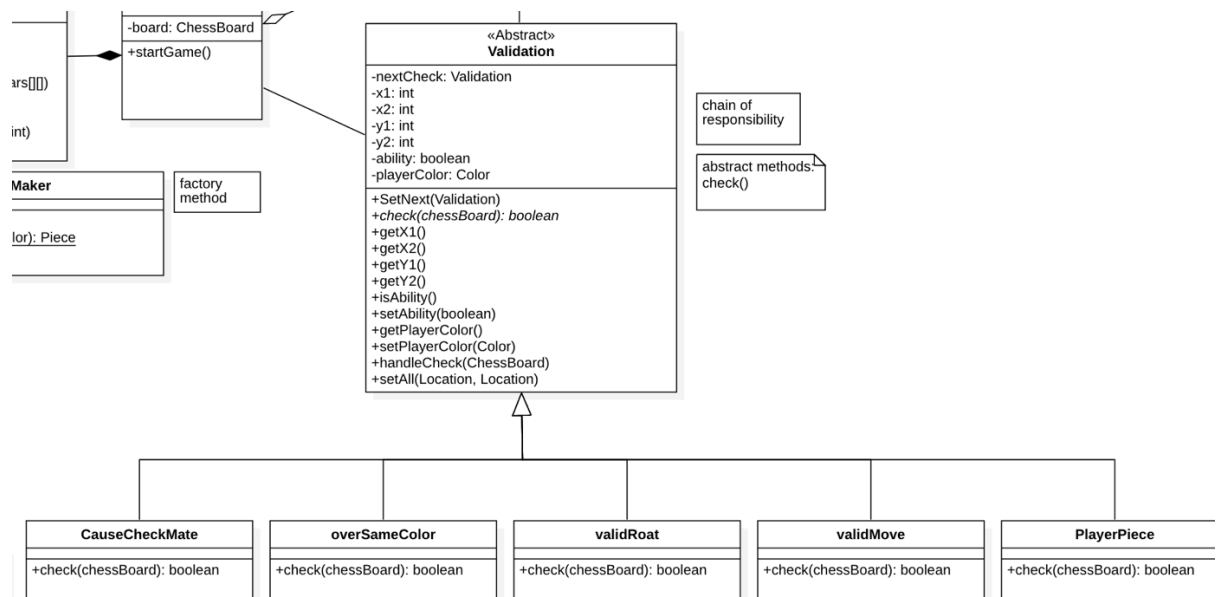 -board: ChessBoard
+startGame()
ars[][])
int)
Maker
lor): Piece
factory
method
«Abstract»
Validation
-nextCheck: Validation
-x1: int
-x2: int
-y1: int
-y2: int
-ability: boolean
-playerColor: Color
+SetNext(Validation)
+check(chessBoard): boolean
+getX1()
+getX2()
+getY1()
+getY2()
+isAbility()
+setAbility(boolean)
+getPlayerColor()
+setPlayerColor(Color)
+handleCheck(ChessBoard)
+setAll(Location, Location)
chain of
responsibility
abstract methods:
check()
CauseCheckMate
+check(chessBoard): boolean
overSameColor
+check(chessBoard): boolean
validRoat
+check(chessBoard): boolean
validMove
+check(chessBoard): boolean
PlayerPiece
+check(chessBoard): boolean